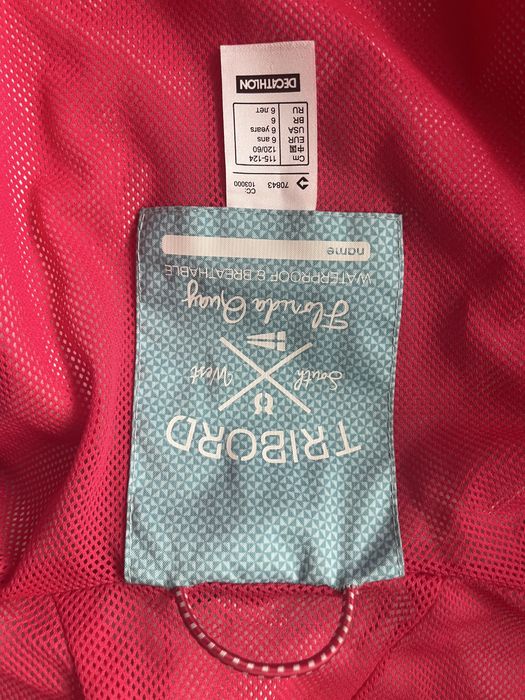 TRIBORD
South West
Florida Quay
WATERPROOF & BREATHABLE
name
70843 CC: 103000
Cm 115-124
中国 120/60
EUR 6 ans
USA 6 years
BR 6
RU 6 лет
DECATHLON